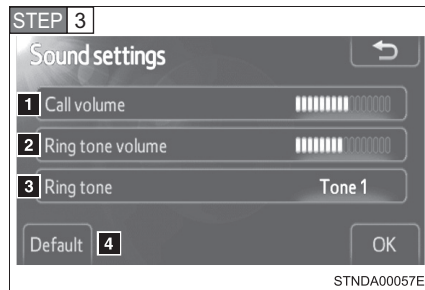 STEP 3
Sound settings
1 Call volume
2 Ring tone volume
3 Ring tone Tone 1
Default 4 OK
STNDA00057E